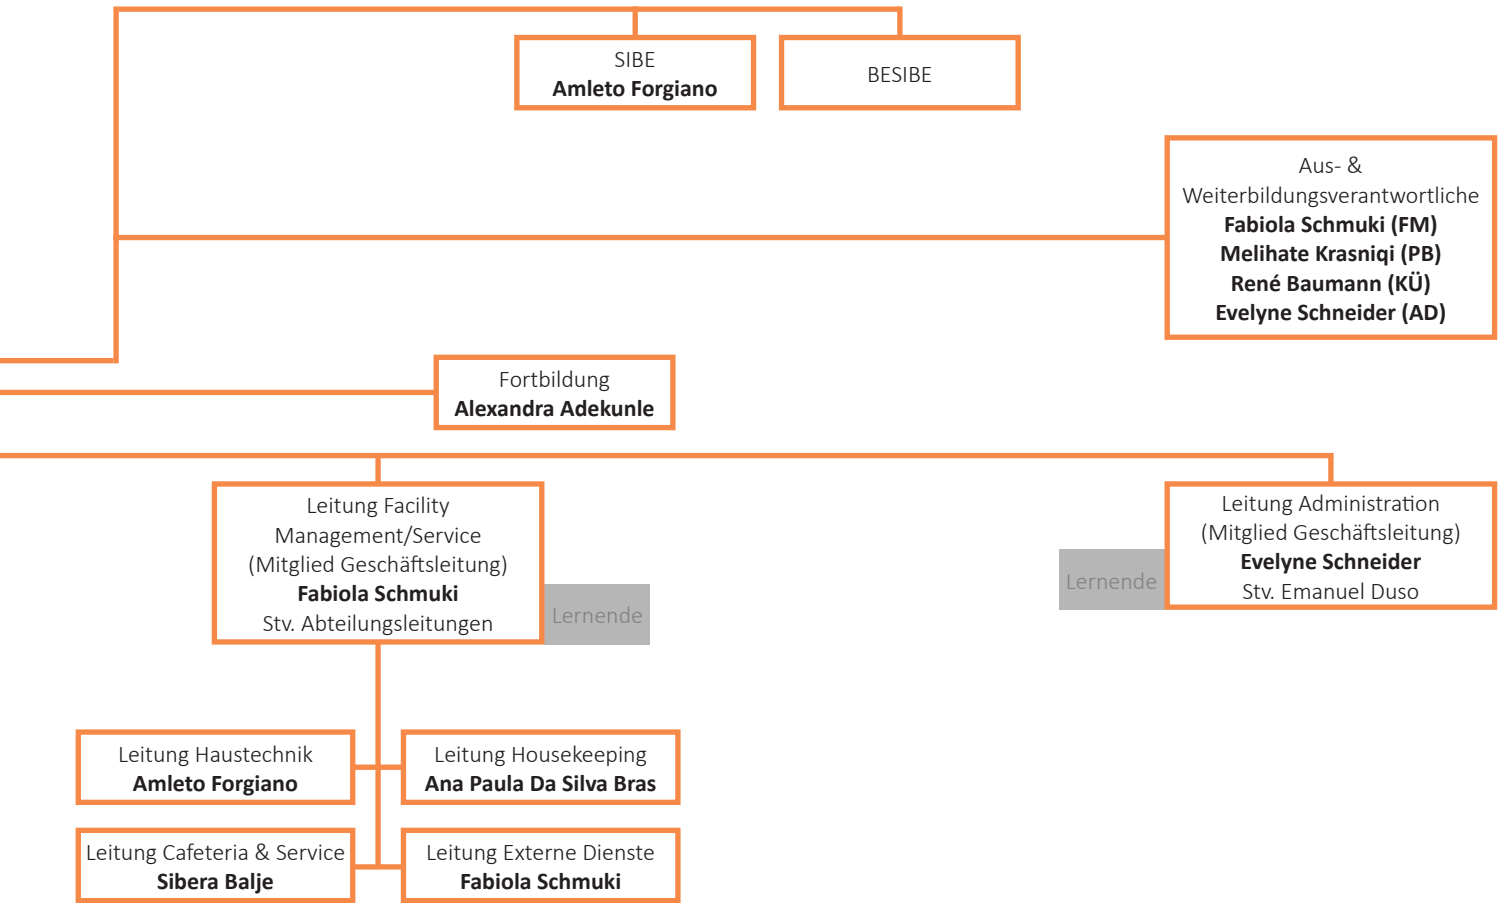 SIBE
Amleto Forgiano
BESIBE
Aus- &
Weiterbildungsverantwortliche
Fabiola Schmuki (FM)
Melihate Krasniqi (PB)
René Baumann (KÜ)
Evelyne Schneider (AD)
Fortbildung
Alexandra Adekunle
Leitung Facility
Management/Service
(Mitglied Geschäftsleitung)
Fabiola Schmuki
Stv. Abteilungsleitungen
Lernende
Lernende
Leitung Administration
(Mitglied Geschäftsleitung)
Evelyne Schneider
Stv. Emanuel Duso
Leitung Haustechnik
Amleto Forgiano
Leitung Housekeeping
Ana Paula Da Silva Bras
Leitung Cafeteria & Service
Sibera Balje
Leitung Externe Dienste
Fabiola Schmuki